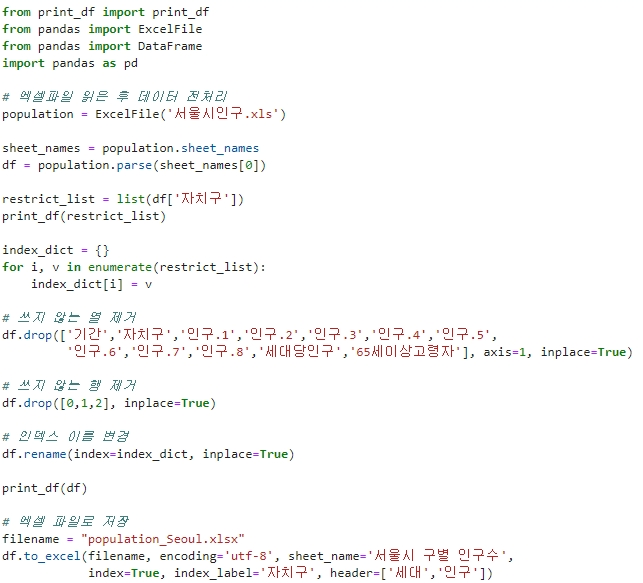 from print_df import print_df
from pandas import ExcelFile
from pandas import DataFrame
import pandas as pd
# 엑셀파일 읽은 후 데이터 전처리
population = ExcelFile('서울시인구.xls')
sheet_names = population.sheet_names
df = population.parse(sheet_names[0])
restrict_list = list(df['자치구'])
print_df(restrict_list)
index_dict = {}
for i, v in enumerate(restrict_list):
    index_dict[i] = v
# 쓰지 않는 열 제거
df.drop(['기간','자치구','인구.1','인구.2','인구.3','인구.4','인구.5',
         '인구.6','인구.7','인구.8','세대당인구','65세이상고령자'], axis=1, inplace=True)
# 쓰지 않는 행 제거
df.drop([0,1,2], inplace=True)
# 인덱스 이름 변경
df.rename(index=index_dict, inplace=True)
print_df(df)
# 엑셀 파일로 저장
filename = "population_Seoul.xlsx"
df.to_excel(filename, encoding='utf-8', sheet_name='서울시 구별 인구수',
            index=True, index_label='자치구', header=['세대','인구'])